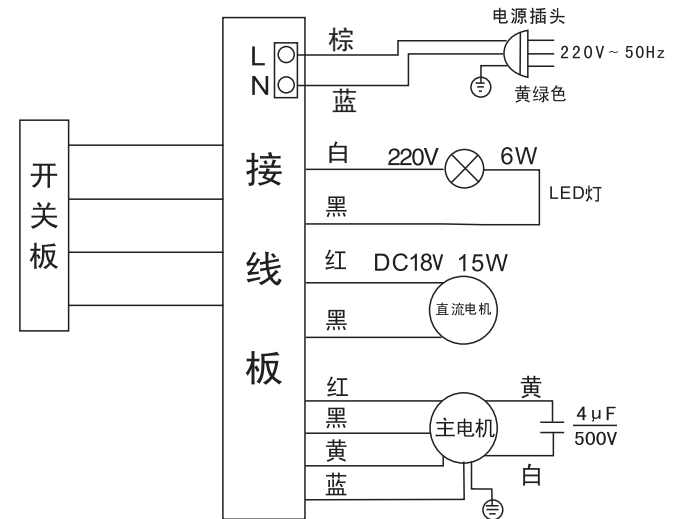 电源插头
L
棕
220V~50Hz
N
蓝
黄绿色
开关板
接线板
白
220V
6W
黑
LED灯
红
DC18V 15W
直流电机
黑
红
黄
黑
主电机
4μF
500V
黄
白
蓝